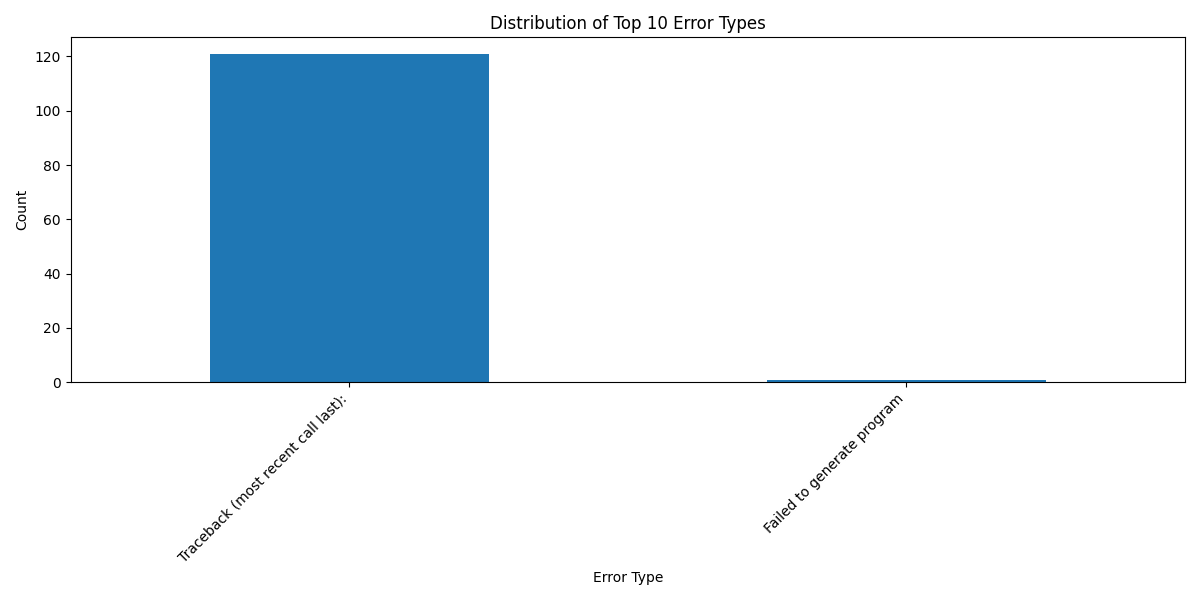 Distribution of Top 10 Error Types
120
100
80
60
40
20
0
Count
Traceback (most recent call last):
Failed to generate program
Error Type